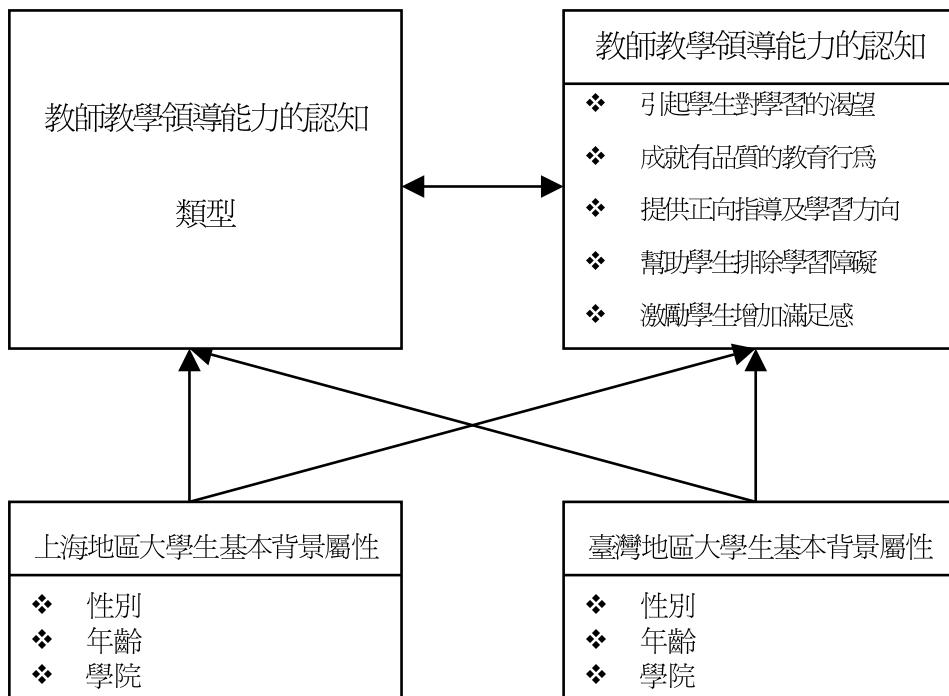 教師教學領導能力的認知
類型
教師教學領導能力的認知
❖ 引起學生對學習的渴望
❖ 成就有品質的教育行為
❖ 提供正向指導及學習方向
❖ 幫助學生排除學習障礙
❖ 激勵學生增加滿足感
上海地區大學生基本背景屬性
❖ 性別
❖ 年齡
❖ 學院
臺灣地區大學生基本背景屬性
❖ 性別
❖ 年齡
❖ 學院